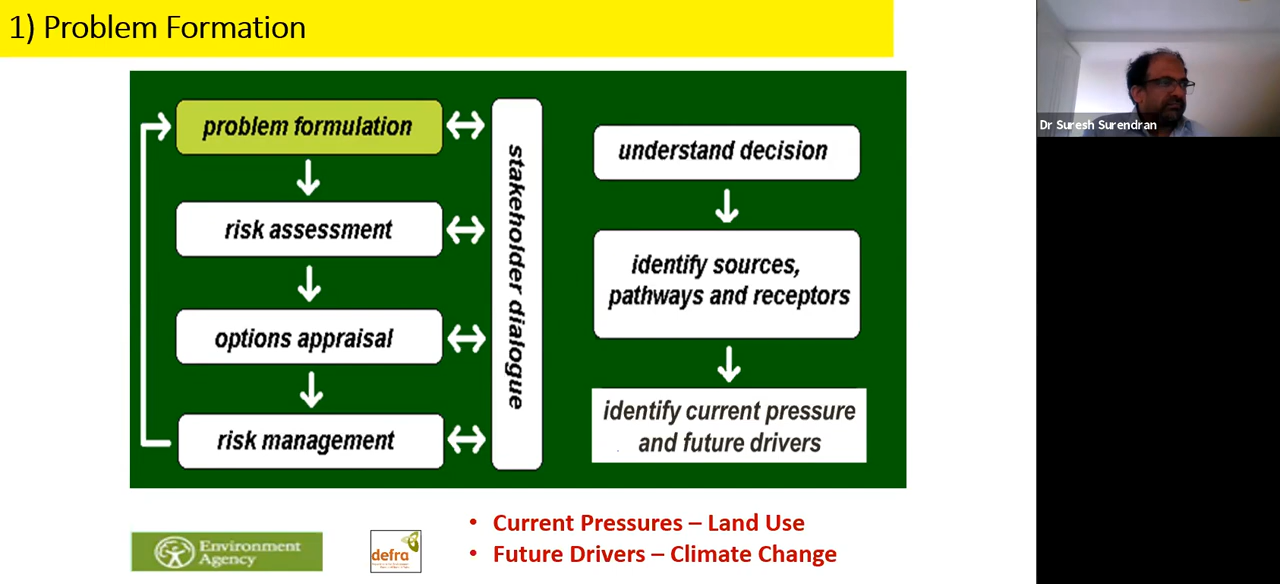 1) Problem Formation
problem formulation
risk assessment
options appraisal
risk management
stakeholder dialogue
understand decision
identify sources,
pathways and receptors
identify current pressure
and future drivers
Environment
Agency
defra
• Current Pressures – Land Use
• Future Drivers – Climate Change
Dr Suresh Surendran